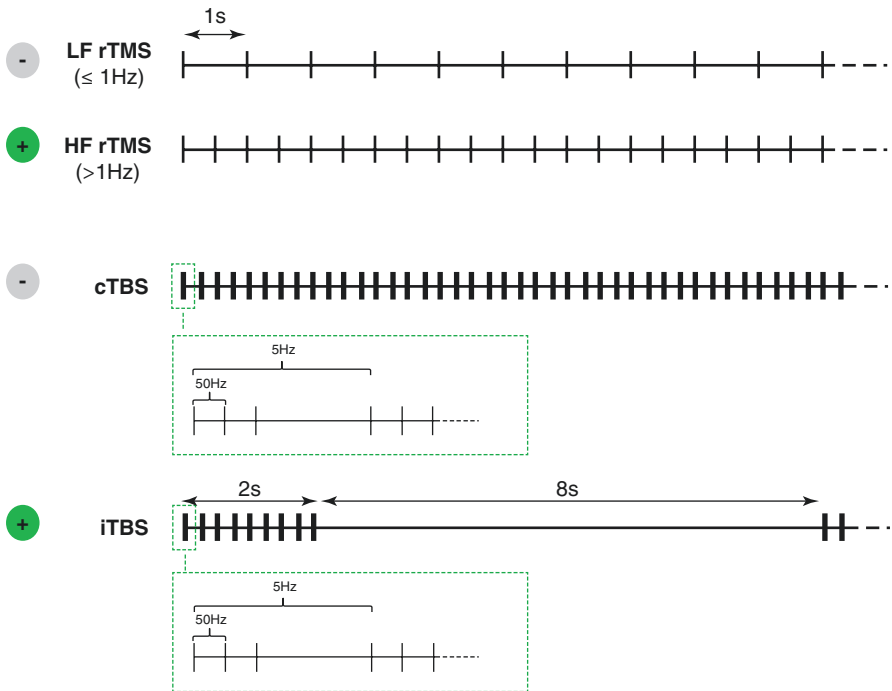 1s
- LF rTMS
(≤ 1Hz)
+ HF rTMS
(>1Hz)
- cTBS
5Hz
50Hz
2s 8s
+ iTBS
5Hz
50Hz